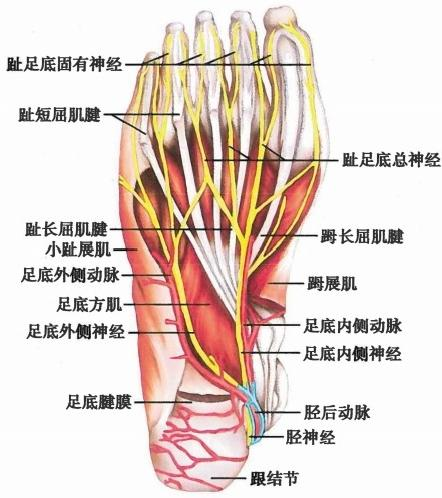 趾足底固有神经
趾短屈肌腱
趾足底总神经
趾长屈肌腱
𧿹长屈肌腱
小趾展肌
足底外侧动脉
𧿹展肌
足底方肌
足底内侧动脉
足底外侧神经
足底内侧神经
足底腱膜
胫后动脉
胫神经
跟结节